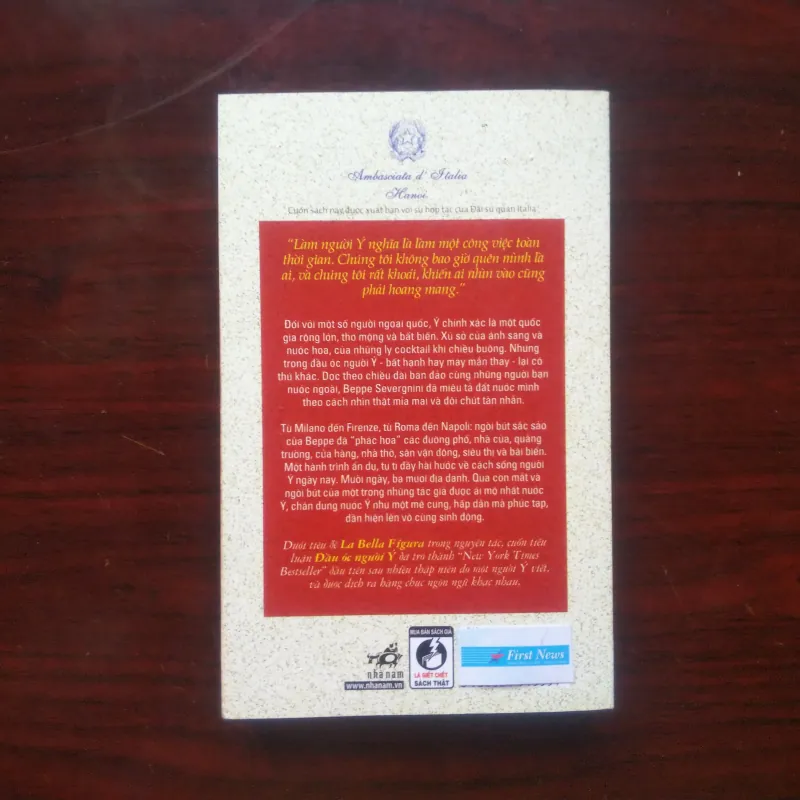 Ambasciata d' Italia
Hanoi
Cuốn sách này được xuất bản với sự hợp tác của Đại sứ quán Italia
"Làm người Ý nghĩa là làm một công việc toàn
thời gian. Chúng tôi không bao giờ quên mình là
ai, và chúng tôi rất khoái, khiến ai nhìn vào cũng
phải hoang mang."
Đối với một số người ngoại quốc, Ý chính xác là một quốc
gia rộng lớn, thơ mộng và bất biến. Xứ sở của ánh sáng và
nước hoa, của những ly cocktail khi chiều buông. Nhưng
trong đầu óc người Ý - bất hạnh hay may mắn thay - lại có
thứ khác. Dọc theo chiều dài bán đảo cùng những người bạn
nước ngoài, Beppe Severgnini đã miêu tả đất nước mình
theo cách nhìn thật mỉa mai và đôi chút tàn nhẫn.
Từ Milano đến Firenze, từ Roma đến Napoli: ngòi bút sắc sảo
của Beppe đã "phác họa" các đường phố, nhà cửa, quảng
trường, cửa hàng, nhà thờ, sân vận động, siêu thị và bãi biển.
Một hành trình ẩn dụ, tự ti đầy hài hước về cách sống người
Ý ngày nay. Mười ngày, ba mươi địa danh. Qua con mắt và
ngòi bút của một trong những tác giả được ái mộ nhất nước
Ý, chân dung nước Ý như một mê cung, hấp dẫn mà phức tạp,
dần hiện lên vô cùng sinh động.
Dưới tiêu đề La Bella Figura trong nguyên tác, cuốn tiểu
luận Đầu óc người Ý đã trở thành "New York Times
Bestseller" đầu tiên sau nhiều thập niên do một người Ý viết,
và được dịch ra hàng chục ngôn ngữ khác nhau.
nhã nam
www.nhanam.vn
MUA BÁN SÁCH GIẢ
LÀ GIẾT CHẾT
SÁCH THẬT
First News